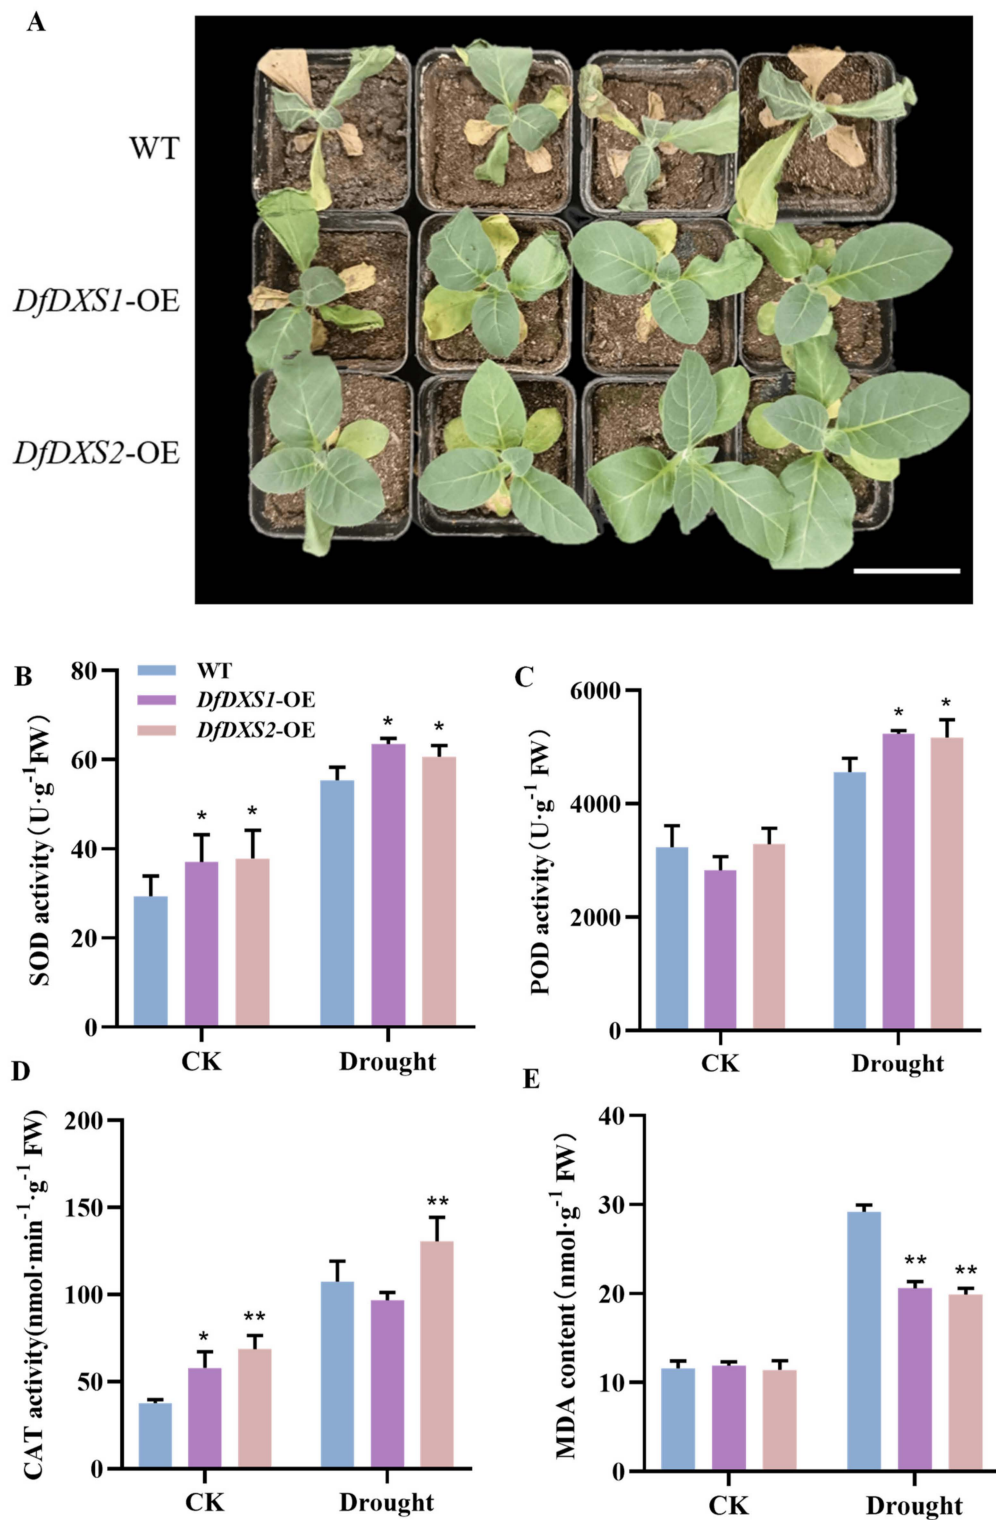 A
WT
DfDXS1-OE
DfDXS2-OE
B
80
60
40
20
0
SOD activity(U·g⁻¹FW)
WT
DfDXS1-OE
DfDXS2-OE
*
*
*
*
CK
Drought
C
6000
4000
2000
0
POD activity(U·g⁻¹ FW)
*
*
CK
Drought
D
200
150
100
50
0
CAT activity(nmol·min⁻¹·g⁻¹ FW)
*
**
**
CK
Drought
E
40
30
20
10
0
MDA content(nmol·g⁻¹ FW)
**
**
CK
Drought